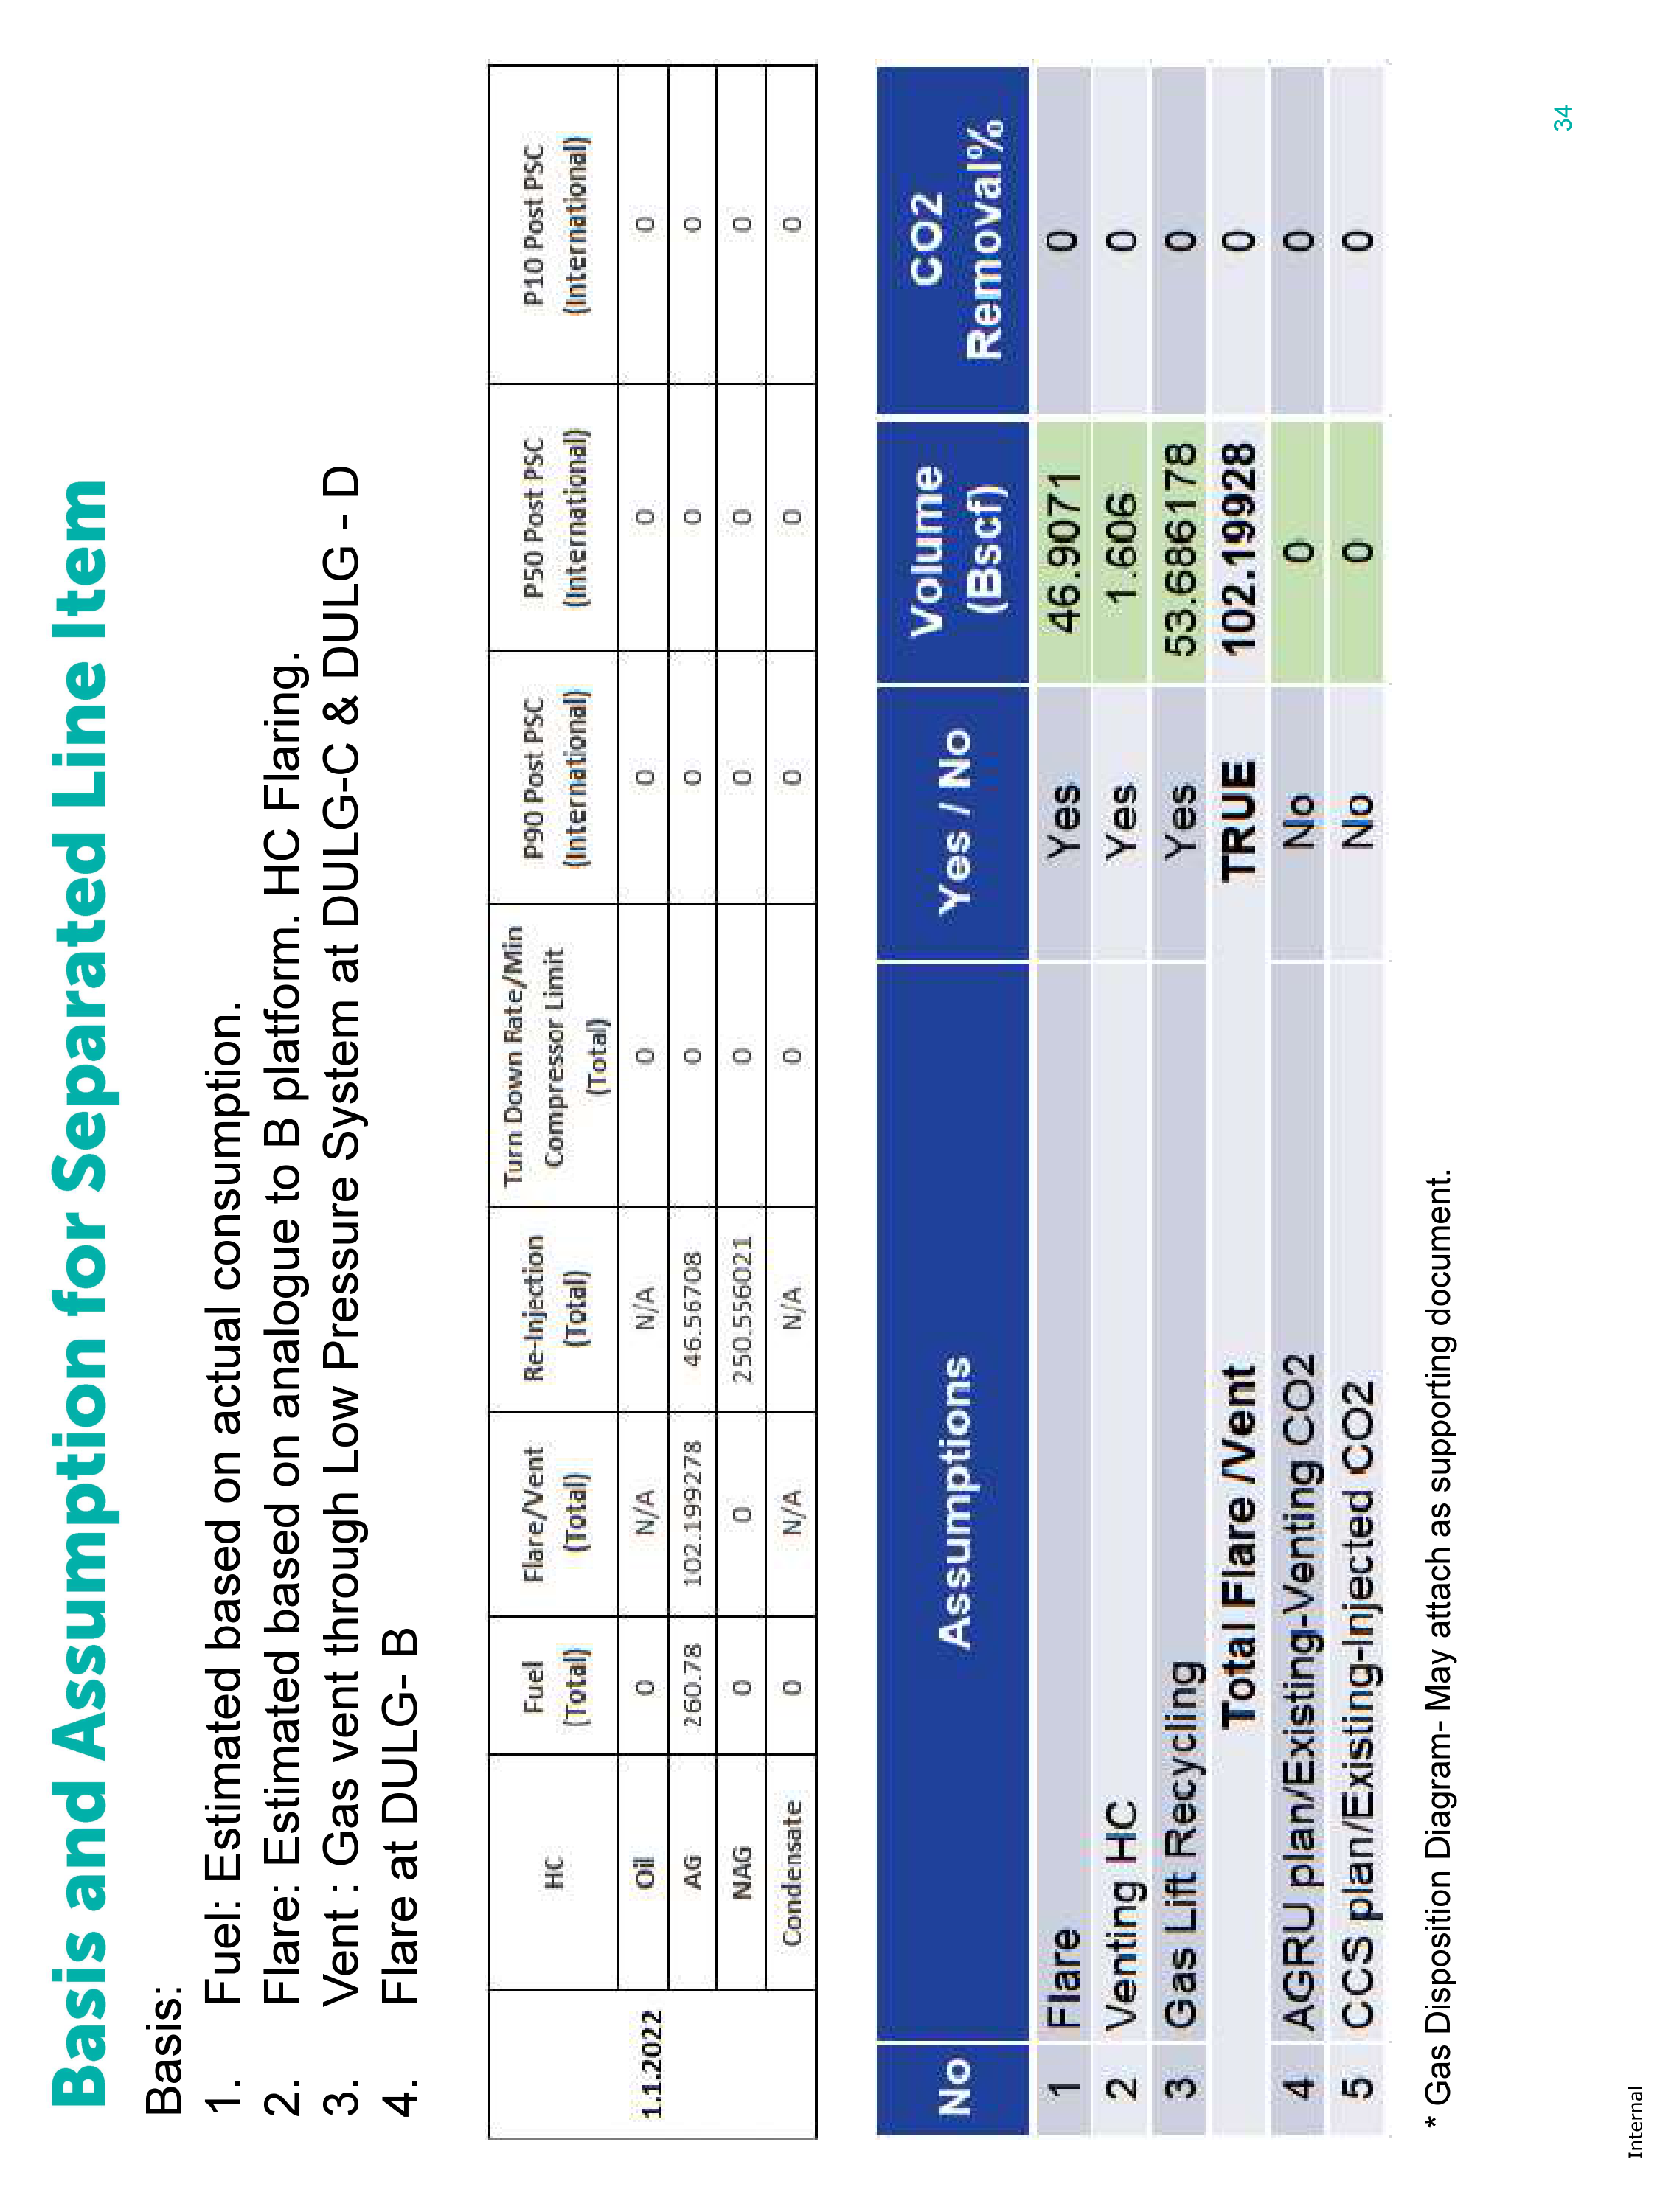 Basis and Assumption for Separated Line Item
Basis:
1. Fuel: Estimated based on actual consumption.
2. Flare: Estimated based on analogue to B platform. HC Flaring.
3. Vent : Gas vent through Low Pressure System at DULG-C & DULG - D
4. Flare at DULG- B
HC Fuel (Total) Flare/Vent (Total) Re-Injection (Total) Turn Down Rate/Min Compressor Limit (Total) P90 Post PSC (International) P50 Post PSC (International) P10 Post PSC (International)
1.1.2022 Oil 0 N/A N/A 0 0 0 0
AG 260.78 102.199278 46.56708 0 0 0 0
NAG 0 0 250.556021 0 0 0 0
Condensate 0 N/A N/A 0 0 0 0
No Assumptions Yes / No Volume (Bscf) CO2 Removal%
1 Flare Yes 46.9071 0
2 Venting HC Yes 1.606 0
3 Gas Lift Recycling Yes 53.686178 0
Total Flare /Vent TRUE 102.19928 0
4 AGRU plan/Existing-Venting CO2 No 0 0
5 CCS plan/Existing-Injected CO2 No 0 0
* Gas Disposition Diagram- May attach as supporting document.
34
Internal